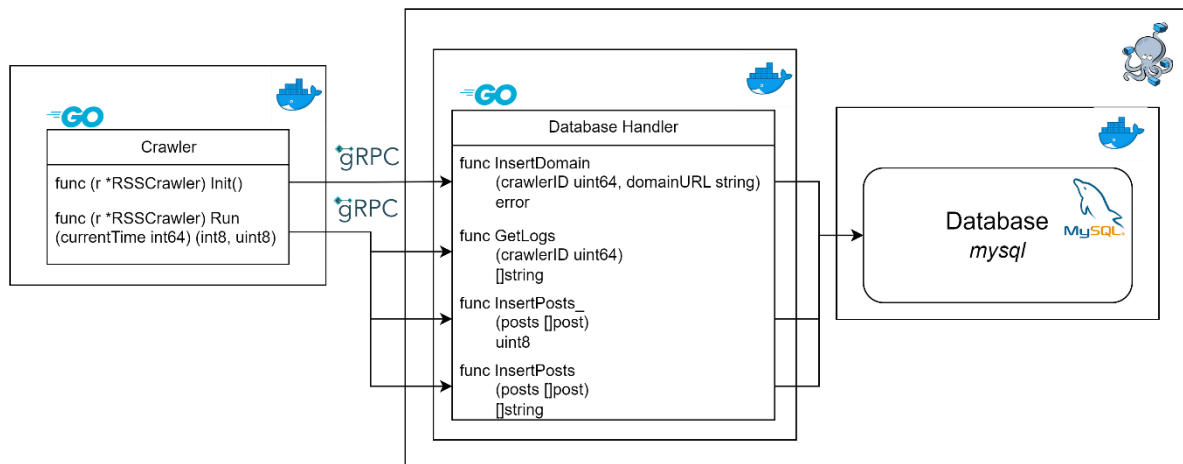 GO
Crawler
func (r *RSSCrawler) Init()
func (r *RSSCrawler) Run
(currentTime int64) (int8, uint8)
gRPC
gRPC
GO
Database Handler
func InsertDomain
(crawlerID uint64, domainURL string)
error
func GetLogs
(crawlerID uint64)
[]string
func InsertPosts_
(posts []post)
uint8
func InsertPosts
(posts []post)
[]string
Database
mysql
MySQL